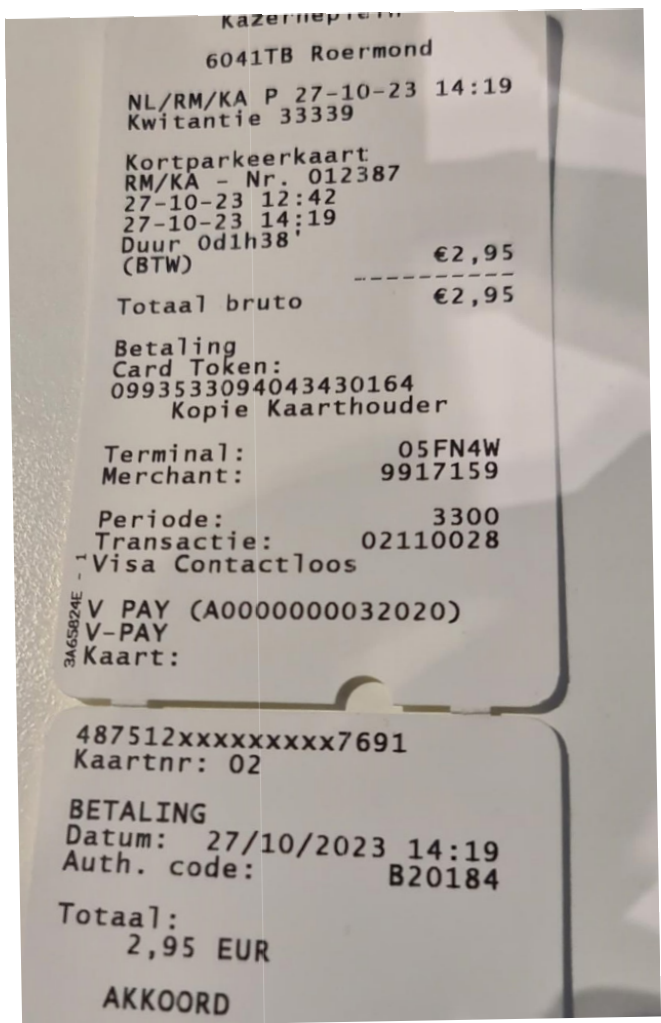 Kazerneplein
6041TB Roermond
NL/RM/KA P 27-10-23 14:19
Kwitantie 33339
Kortparkeerkaart
RM/KA - Nr. 012387
27-10-23 12:42
27-10-23 14:19
Duur 0d1h38'
(BTW) €2,95
--------------
Totaal bruto €2,95
Betaling
Card Token:
0993533094043430164
Kopie Kaarthouder
Terminal: 05FN4W
Merchant: 9917159
Periode: 3300
Transactie: 02110028
Visa Contactloos
V PAY (A0000000032020)
V-PAY
Kaart:
3A65824E - 1
487512xxxxxxxxx7691
Kaartnr: 02
BETALING
Datum: 27/10/2023 14:19
Auth. code: B20184
Totaal:
2,95 EUR
AKKOORD